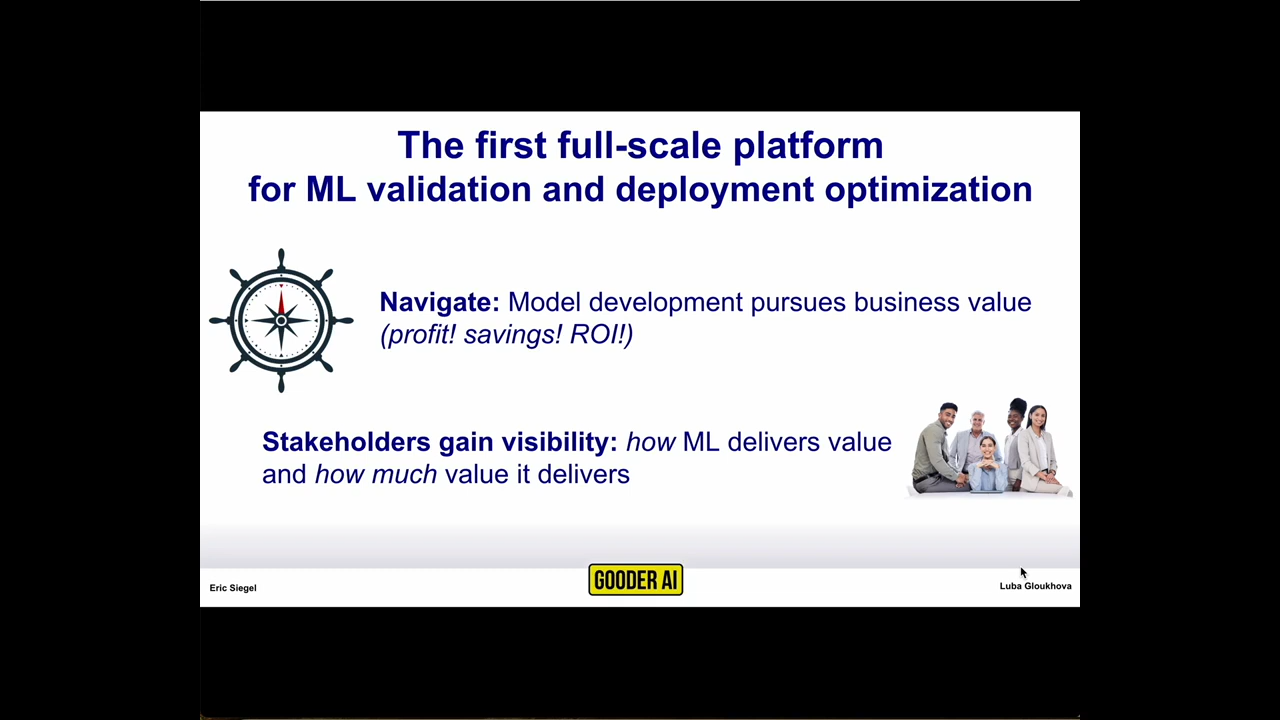 The first full-scale platform
for ML validation and deployment optimization
Navigate: Model development pursues business value
(profit! savings! ROI!)
Stakeholders gain visibility: how ML delivers value
and how much value it delivers
Eric Siegel
GOODER AI
Luba Gloukhova